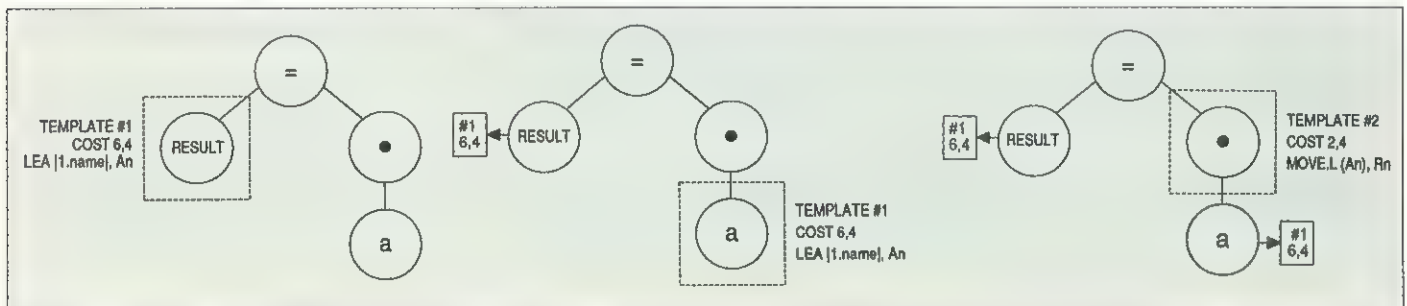 =
TEMPLATE #1
COST 6,4
LEA |1.name|, An
RESULT
a
=
#1
6,4
RESULT
TEMPLATE #1
COST 6,4
LEA |1.name|, An
a
=
#1
6,4
RESULT
TEMPLATE #2
COST 2,4
MOVE.L (An), Rn
a
#1
6,4